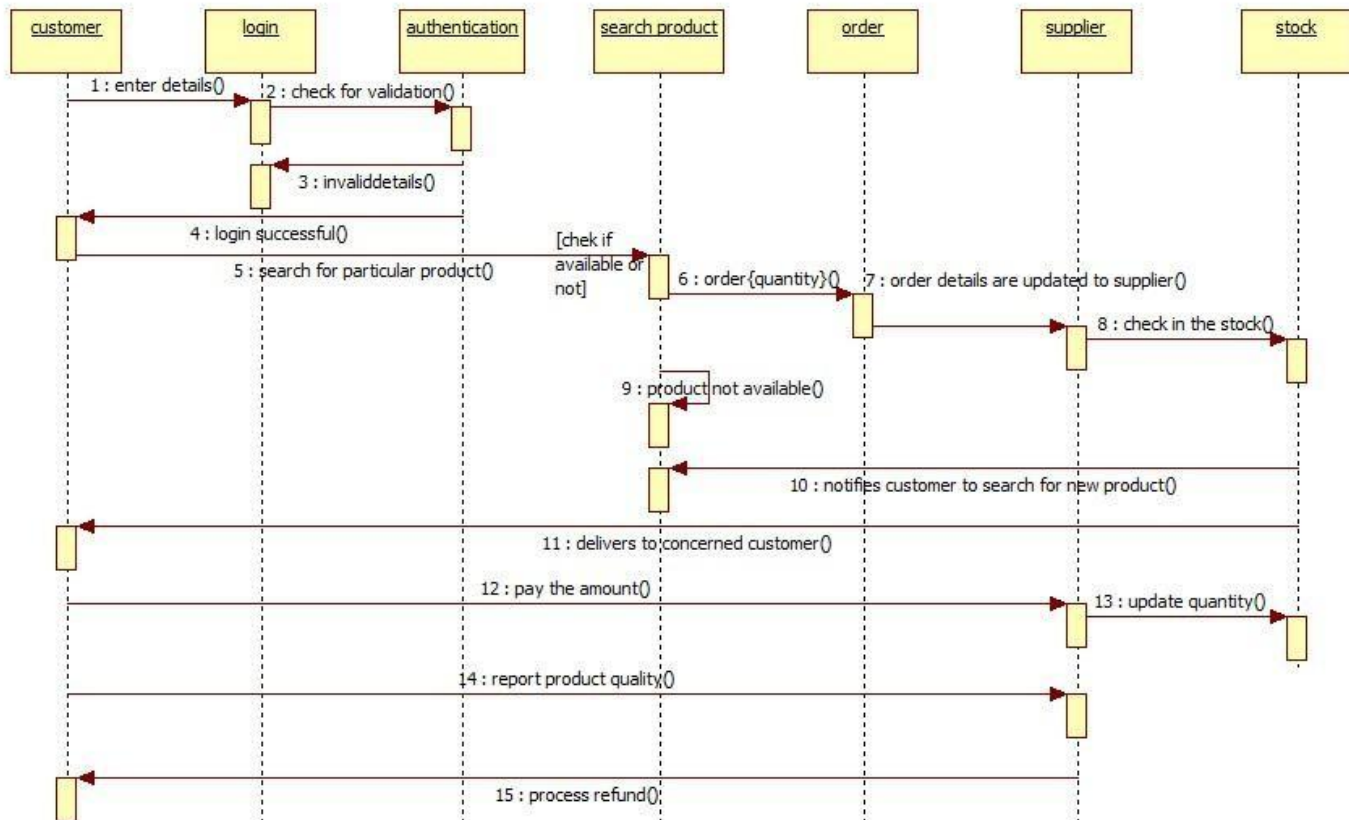 customer
login
authentication
search product
order
supplier
stock
1 : enter details()
2 : check for validation()
3 : invaliddetails()
4 : login successful()
5 : search for particular product()
[chek if
available or
not]
6 : order{quantity}()
7 : order details are updated to supplier()
8 : check in the stock()
9 : product not available()
10 : notifies customer to search for new product()
11 : delivers to concerned customer()
12 : pay the amount()
13 : update quantity()
14 : report product quality()
15 : process refund()